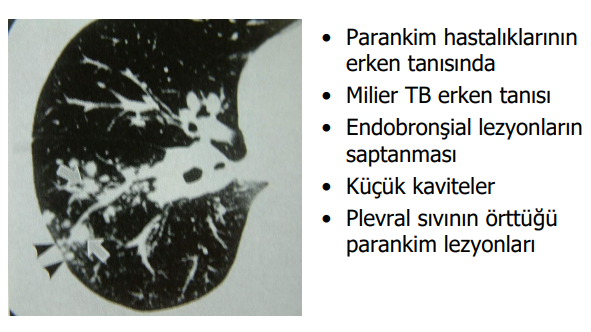 • Parankim hastalıklarının
erken tanısında
• Milier TB erken tanısı
• Endobronşial lezyonların
saptanması
• Küçük kaviteler
• Plevral sıvının örttüğü
parankim lezyonları